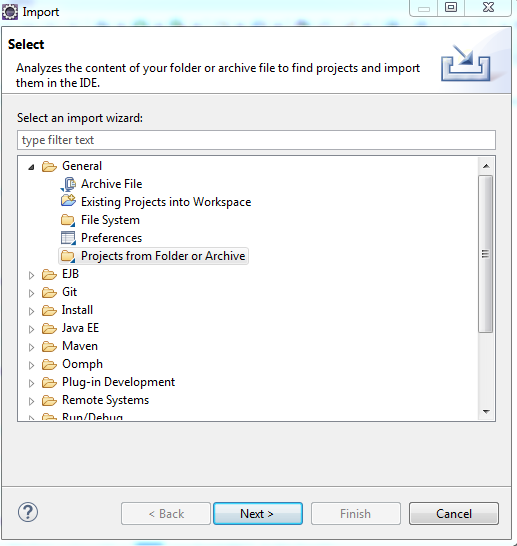 Import
Select
Analyzes the content of your folder or archive file to find projects and import
them in the IDE.
Select an import wizard:
type filter text
General
Archive File
Existing Projects into Workspace
File System
Preferences
Projects from Folder or Archive
EJB
Git
Install
Java EE
Maven
Oomph
Plug-in Development
Remote Systems
Run/Debug
< Back
Next >
Finish
Cancel